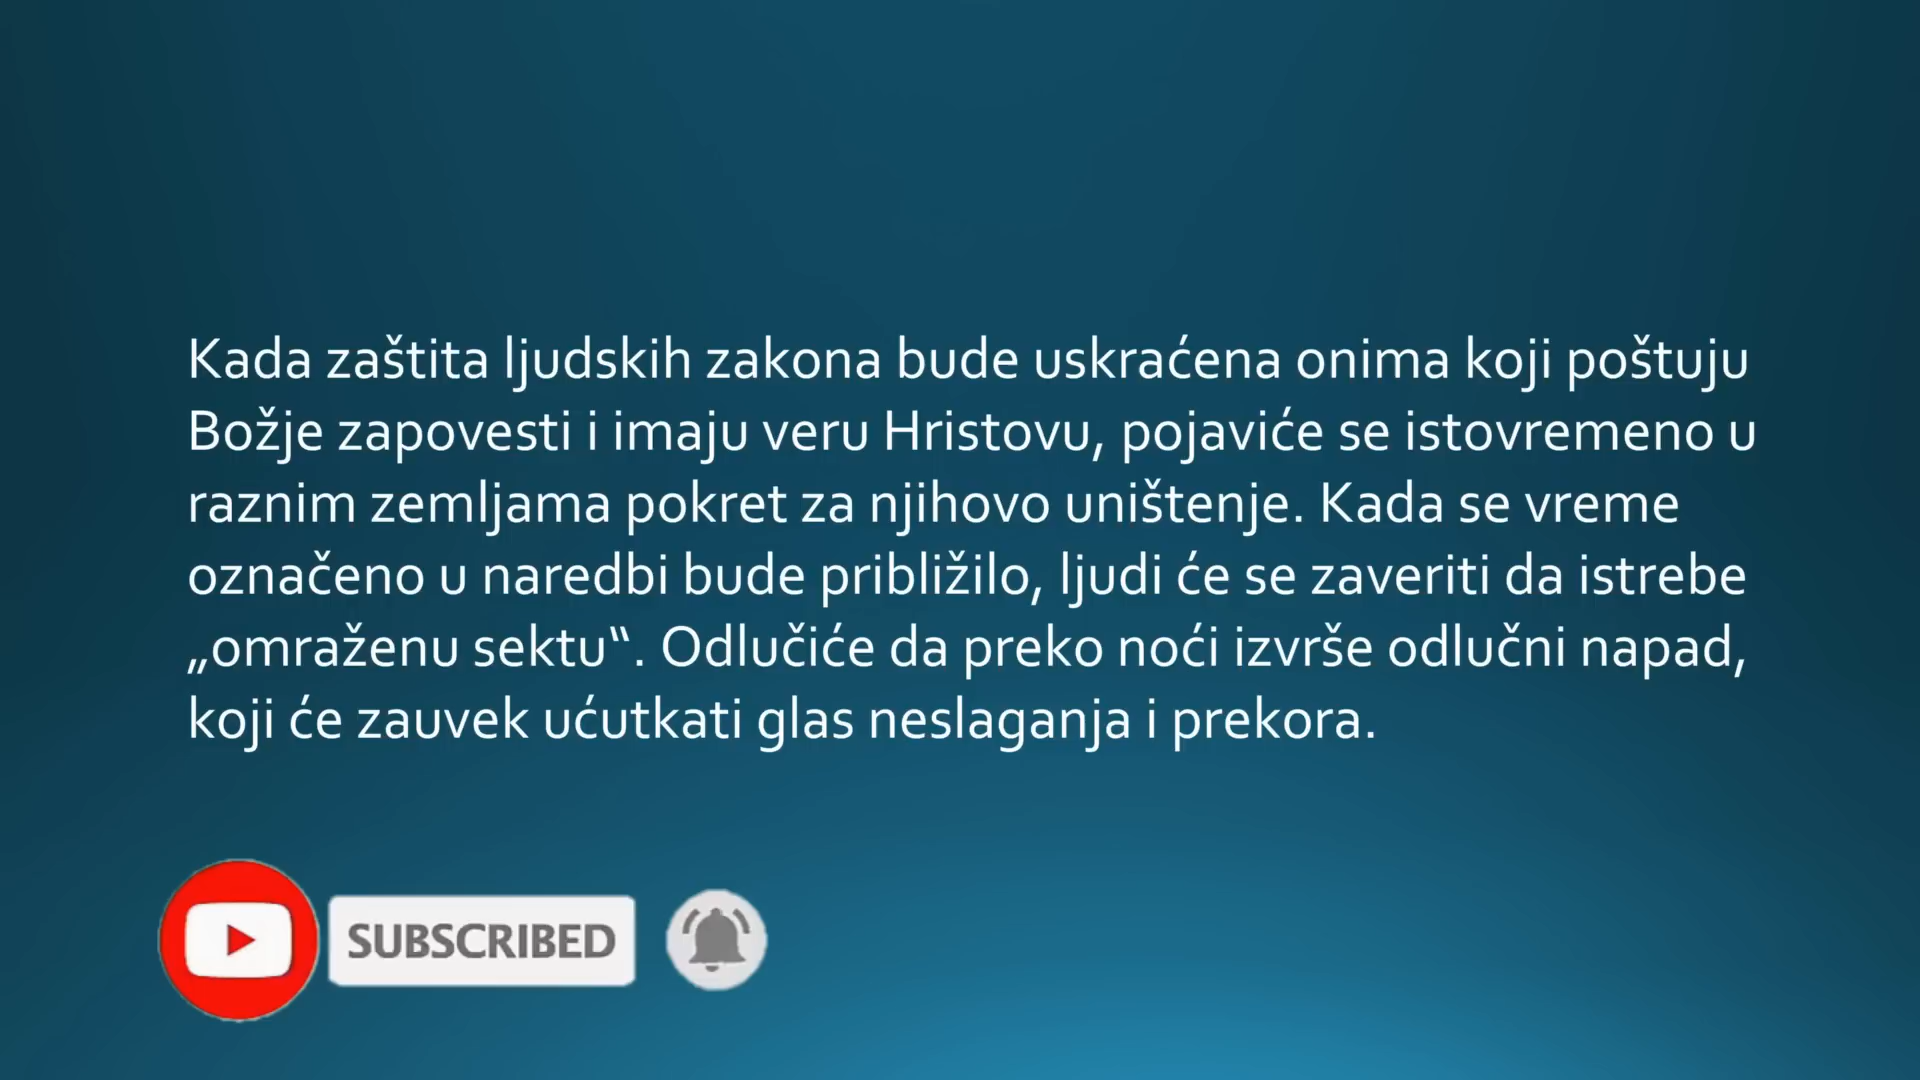 Kada zaštita ljudskih zakona bude uskraćena onima koji poštuju
Božje zapovesti i imaju veru Hristovu, pojaviće se istovremeno u
raznim zemljama pokret za njihovo uništenje. Kada se vreme
označeno u naredbi bude približilo, ljudi će se zaveriti da istrebe
„omraženu sektu“. Odlučiće da preko noći izvrše odlučni napad,
koji će zauvek ućutkati glas neslaganja i prekora.
SUBSCRIBED